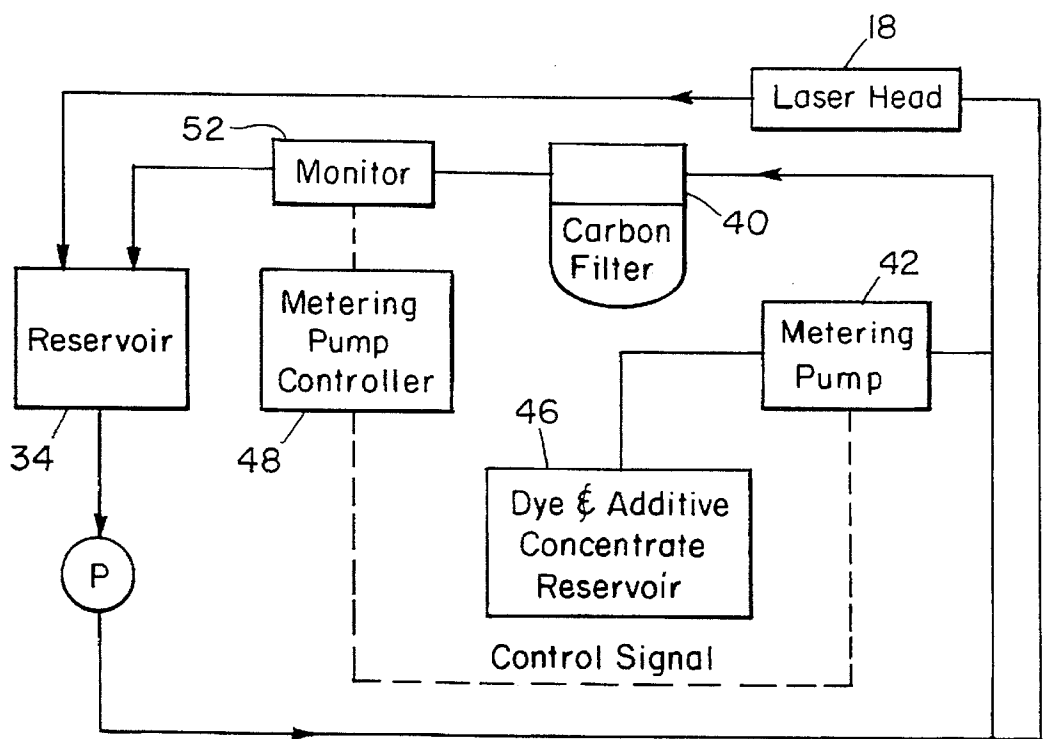 18
Laser Head
52
Monitor
40
Carbon
Filter
42
Metering
Pump
Reservoir
34
Metering
Pump
Controller
48
46
Dye & Additive
Concentrate
Reservoir
P
Control Signal